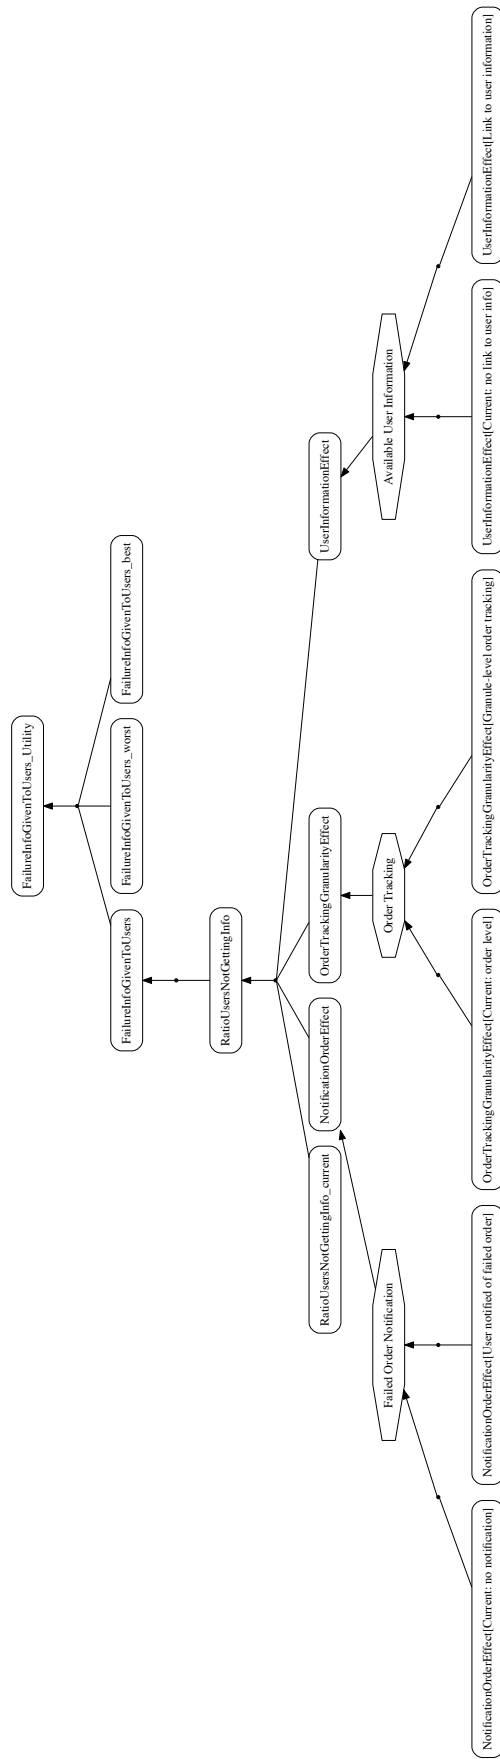 FailureInfoGivenToUsers_Utility
FailureInfoGivenToUsers
FailureInfoGivenToUsers_worst
FailureInfoGivenToUsers_best
RatioUsersNotGettingInfo
RatioUsersNotGettingInfo_current
NotificationOrderEffect
OrderTrackingGranularityEffect
UserInformationEffect
Failed Order Notification
Order Tracking
Available User Information
NotificationOrderEffect[Current: no notification]
NotificationOrderEffect[User notified of failed order]
OrderTrackingGranularityEffect[Current: order level]
OrderTrackingGranularityEffect[Granule-level order tracking]
UserInformationEffect[Current: no link to user info]
UserInformationEffect[Link to user information]